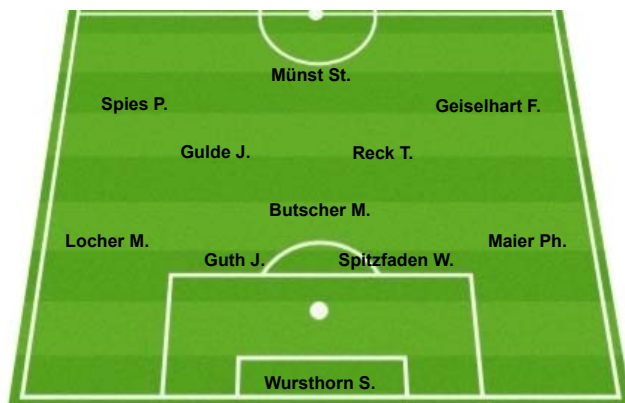 Münst St.
Spies P.
Geiselhart F.
Gulde J.
Reck T.
Butscher M.
Locher M.
Maier Ph.
Guth J.
Spitzfaden W.
Wursthorn S.